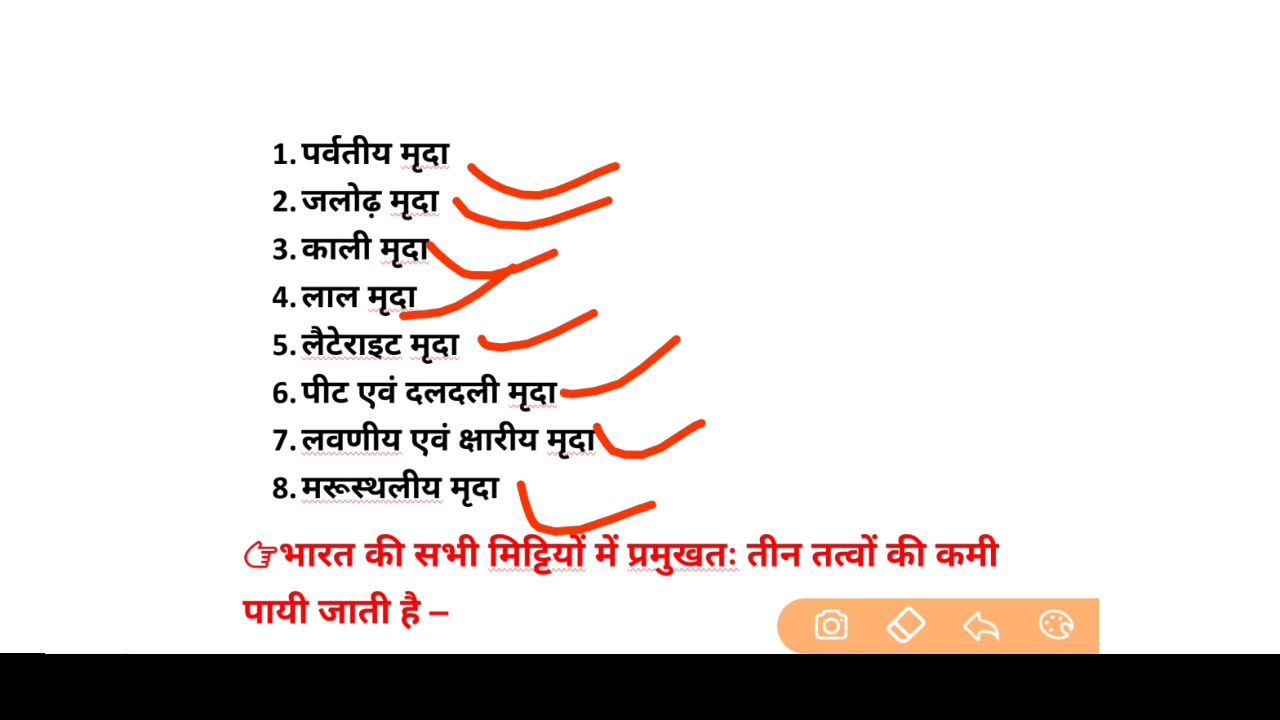 1. पर्वतीय मृदा
2. जलोढ़ मृदा
3. काली मृदा
4. लाल मृदा
5. लैटेराइट मृदा
6. पीट एवं दलदली मृदा
7. लवणीय एवं क्षारीय मृदा
8. मरूस्थलीय मृदा
👉भारत की सभी मिट्टियों में प्रमुखतः तीन तत्वों की कमी
पायी जाती है –